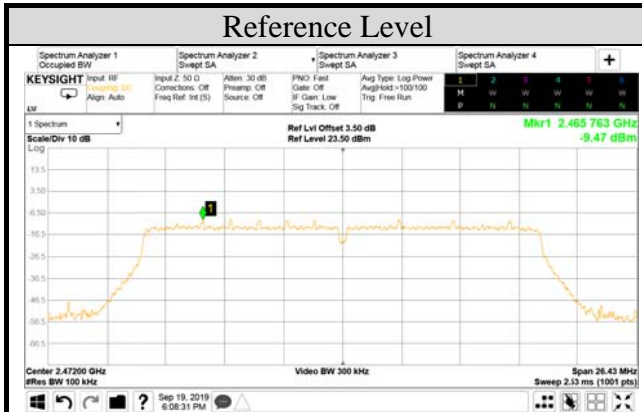 Reference Level
Spectrum Analyzer 1
Occupied BW
Spectrum Analyzer 2
Swept SA
Spectrum Analyzer 3
Swept SA
Spectrum Analyzer 4
Swept SA
+
KEYSIGHT
Input: RF
Coupling: DC
Align: Auto
Input Z: 50 Ω
Corrections: Off
Freq Ref: Int (S)
Atten: 30 dB
Preamp: Off
Source: Off
PNO: Fast
Gate: Off
IF Gain: Low
Sig Track: Off
Avg Type: Log-Power
Avg|Hold:>100/100
Trig: Free Run
1 2 3 4 5 6
M W W W W W
P N N N N N
LXI
1 Spectrum
Scale/Div 10 dB
Ref Lvl Offset 3.50 dB
Ref Level 23.50 dBm
Mkr1 2.465 763 GHz
-9.47 dBm
Log
13.5
3.50
-6.50
1
-16.5
-26.5
-36.5
-46.5
-56.5
-66.5
Center 2.47200 GHz
#Res BW 100 kHz
Video BW 300 kHz
Span 26.43 MHz
Sweep 2.53 ms (1001 pts)
?
Sep 19, 2019
6:08:31 PM